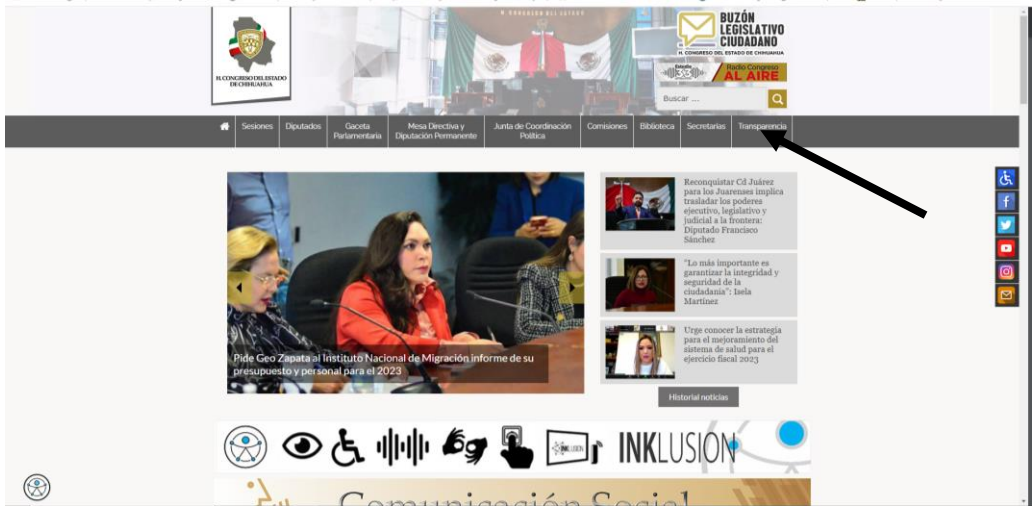 H. CONGRESO DEL ESTADO
BUZÓN
LEGISLATIVO
CIUDADANO
H. CONGRESO DEL ESTADO DE CHIHUAHUA
H. CONGRESO DEL ESTADO
DE CHIHUAHUA
Radio Congreso
AL AIRE
Buscar ...
Sesiones
Diputados
Gaceta
Parlamentaria
Mesa Directiva y
Diputación Permanente
Junta de Coordinación
Política
Comisiones
Biblioteca
Secretarías
Transparencia
Pide Geo Zapata al Instituto Nacional de Migración informe de su
presupuesto y personal para el 2023
Reconquistar Cd Juárez
para los Juarenses implica
trasladar los poderes
ejecutivo, legislativo y
judicial a la frontera:
Diputado Francisco
Sánchez
"Lo más importante es
garantizar la integridad y
seguridad de la
ciudadanía": Isela
Martínez
Urge conocer la estrategia
para el mejoramiento del
sistema de salud para el
ejercicio fiscal 2023
Historial noticias
INKLUSION
Comunicación Social